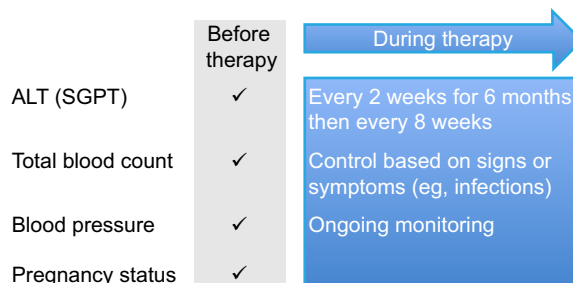 Before
therapy
During therapy
ALT (SGPT) ✓ Every 2 weeks for 6 months
then every 8 weeks
Total blood count ✓ Control based on signs or
symptoms (eg, infections)
Blood pressure ✓ Ongoing monitoring
Pregnancy status ✓